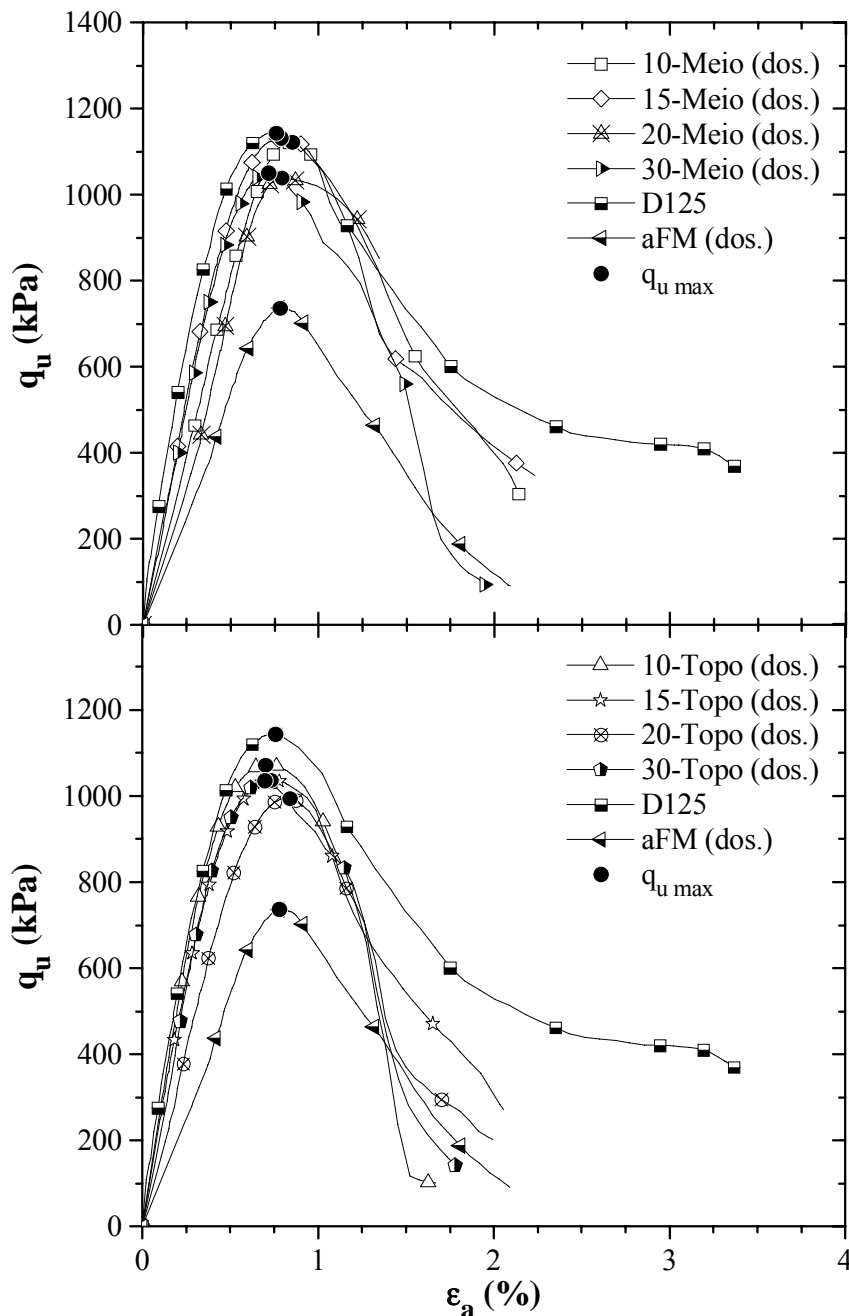 1400
1200
1000
800
600
400
200
0
q_u (kPa)
10-Meio (dos.)
15-Meio (dos.)
20-Meio (dos.)
30-Meio (dos.)
D125
aFM (dos.)
q_u max
1200
1000
800
600
400
200
0
q_u (kPa)
10-Topo (dos.)
15-Topo (dos.)
20-Topo (dos.)
30-Topo (dos.)
D125
aFM (dos.)
q_u max
0 1 2 3 4
ε_a (%)